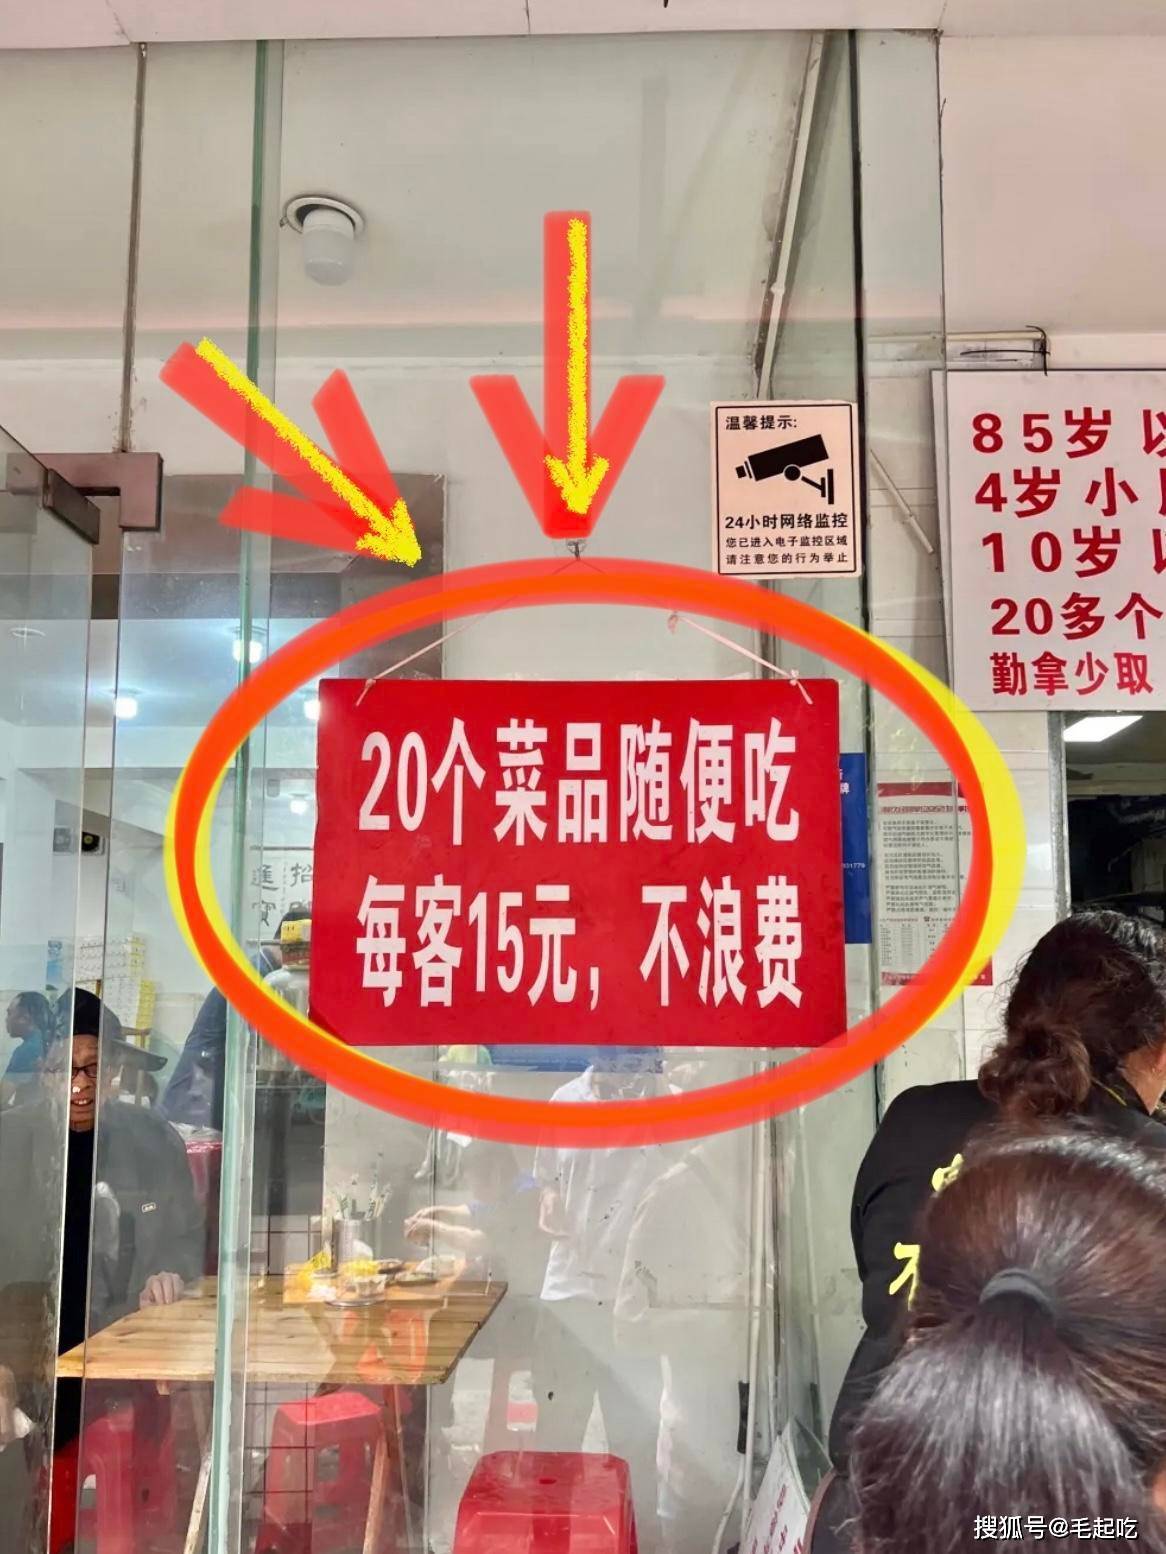 温馨提示:
24小时网络监控
您已进入电子监控区域
请注意您的行为举止
85岁
4岁小
10岁
20多个
勤拿少取
20个菜品随便吃
每客15元，不浪费
搜狐号@毛起吃